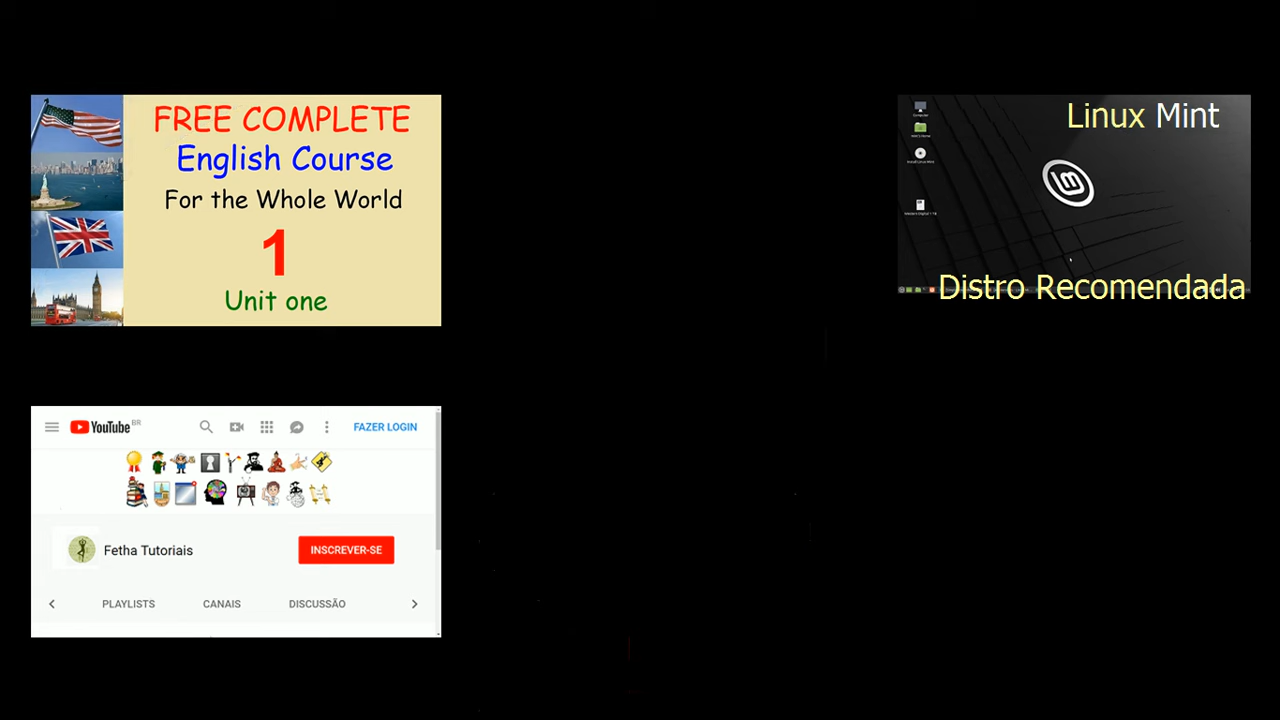 FREE COMPLETE
English Course
For the Whole World
1
Unit one
Linux Mint
Distro Recomendada
YouTube BR
FAZER LOGIN
Fetha Tutoriais
INSCREVER-SE
PLAYLISTS
CANAIS
DISCUSSÃO